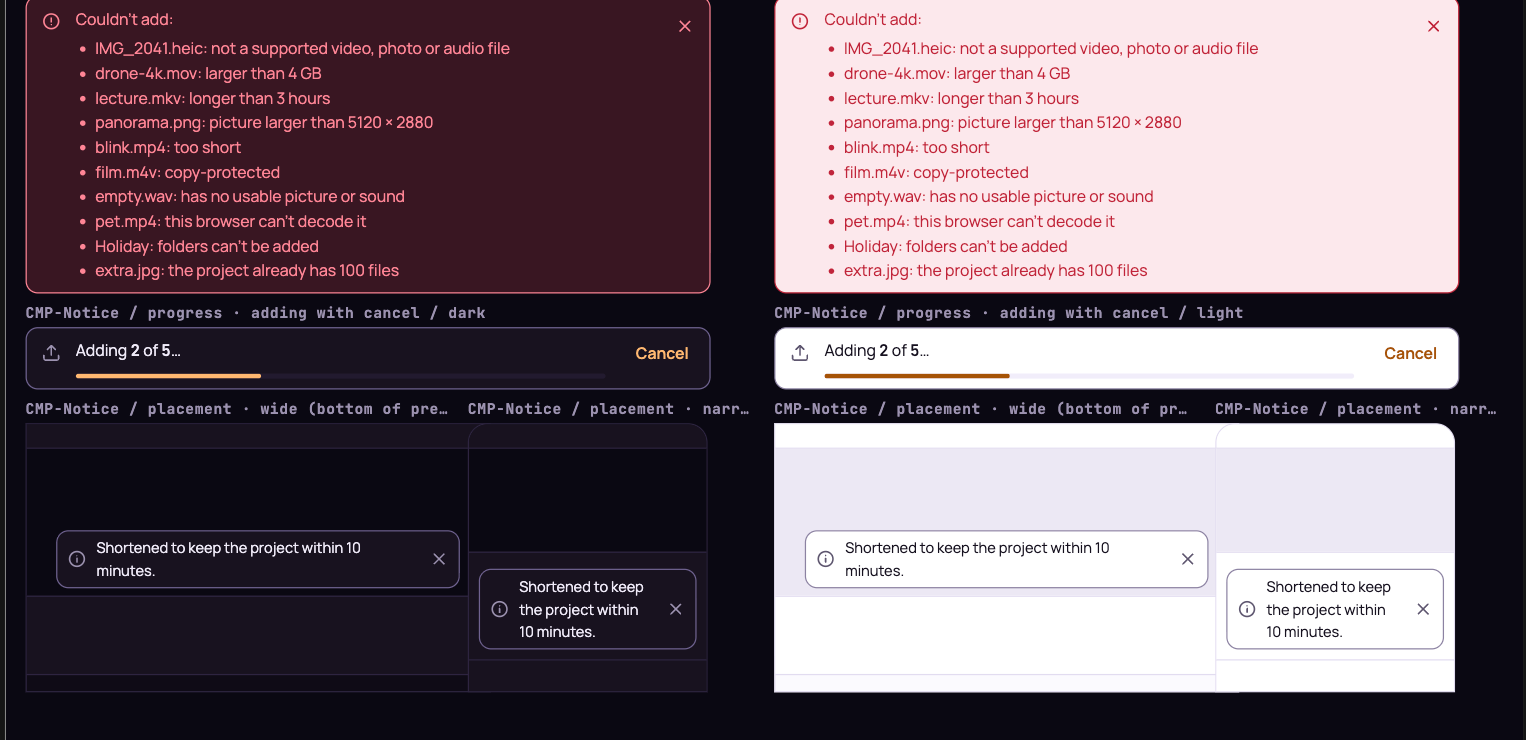 Couldn't add:
• IMG_2041.heic: not a supported video, photo or audio file
• drone-4k.mov: larger than 4 GB
• lecture.mkv: longer than 3 hours
• panorama.png: picture larger than 5120 × 2880
• blink.mp4: too short
• film.m4v: copy-protected
• empty.wav: has no usable picture or sound
• pet.mp4: this browser can't decode it
• Holiday: folders can't be added
• extra.jpg: the project already has 100 files
CMP-Notice / progress · adding with cancel / dark
Adding 2 of 5…
Cancel
CMP-Notice / placement · wide (bottom of pre…
Shortened to keep the project within 10
minutes.
CMP-Notice / placement · narr…
Shortened to keep
the project within
10 minutes.
Couldn't add:
• IMG_2041.heic: not a supported video, photo or audio file
• drone-4k.mov: larger than 4 GB
• lecture.mkv: longer than 3 hours
• panorama.png: picture larger than 5120 × 2880
• blink.mp4: too short
• film.m4v: copy-protected
• empty.wav: has no usable picture or sound
• pet.mp4: this browser can't decode it
• Holiday: folders can't be added
• extra.jpg: the project already has 100 files
CMP-Notice / progress · adding with cancel / light
Adding 2 of 5…
Cancel
CMP-Notice / placement · wide (bottom of pr…
Shortened to keep the project within 10
minutes.
CMP-Notice / placement · narr…
Shortened to keep
the project within
10 minutes.